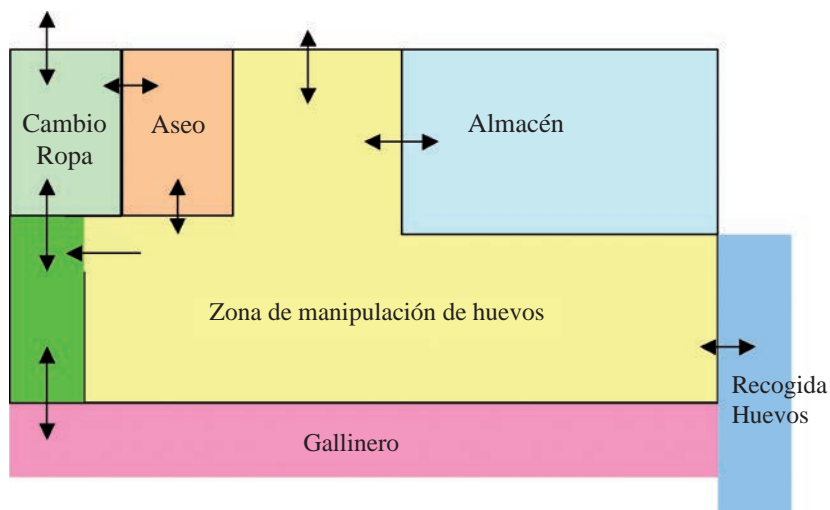 Cambio
Ropa
Aseo
Almacén
Zona de manipulación de huevos
Recogida
Huevos
Gallinero